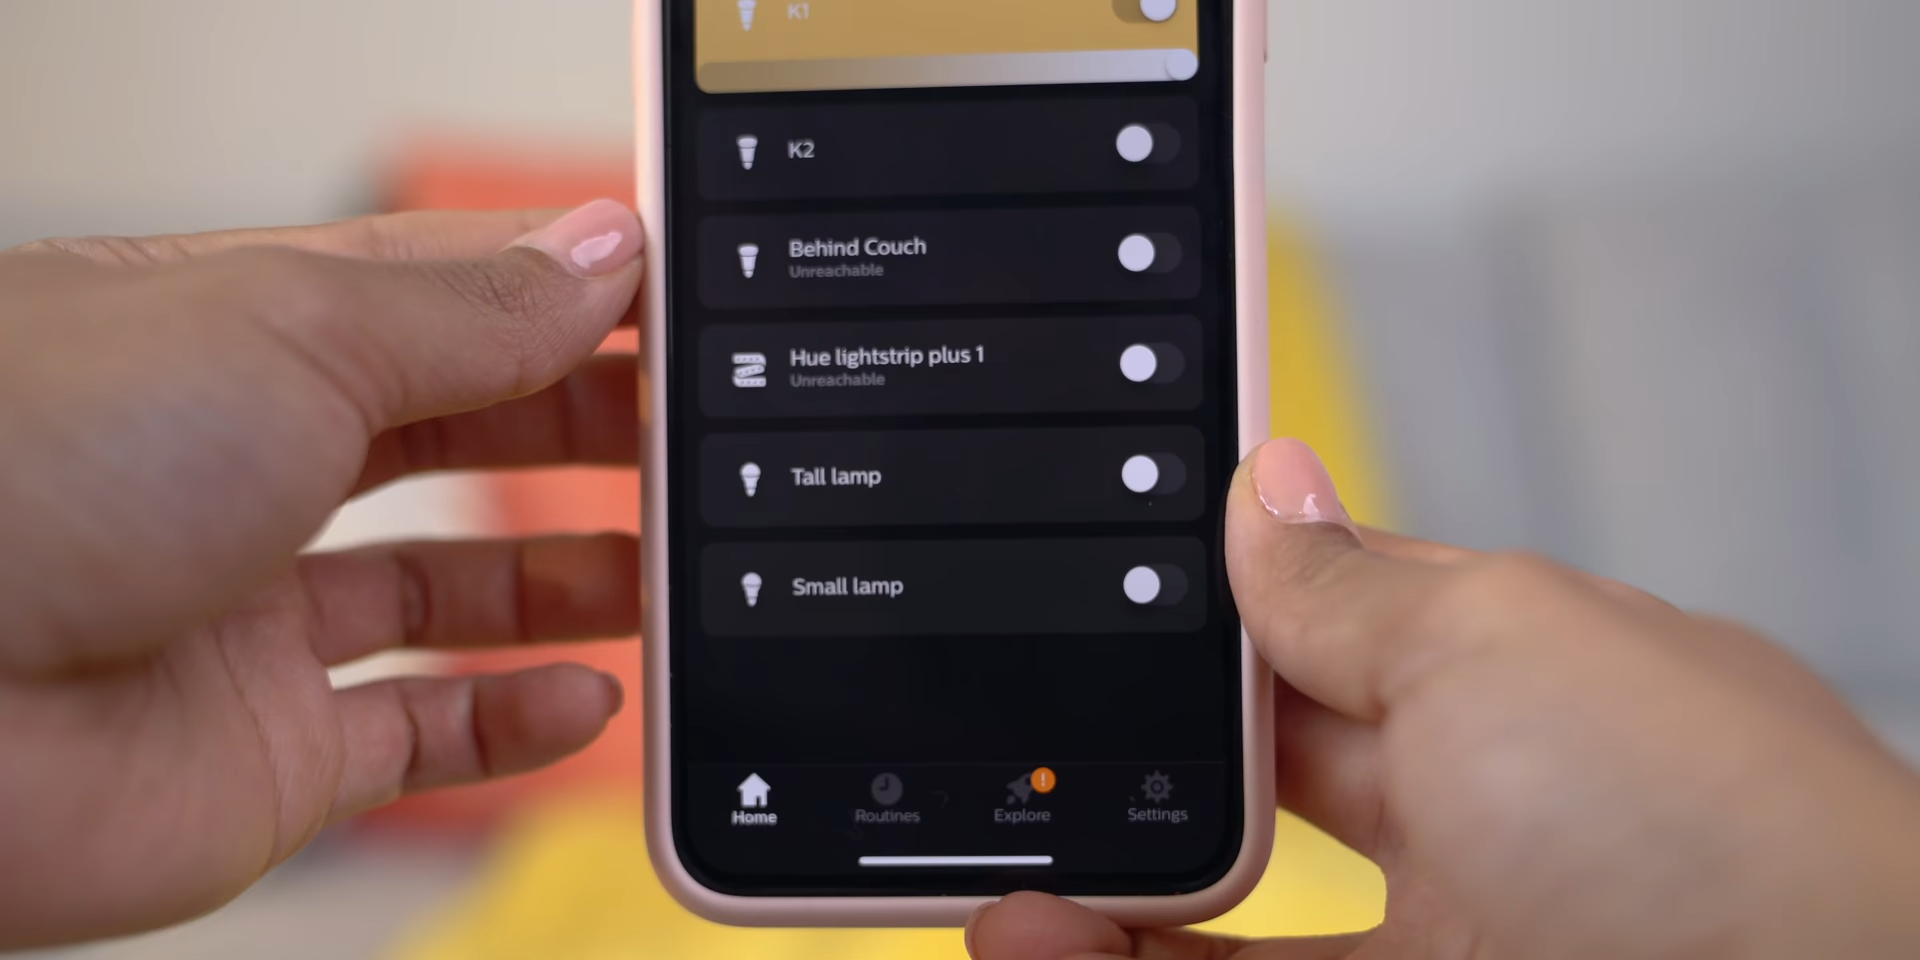 K1
K2
Behind Couch
Unreachable
Hue lightstrip plus 1
Unreachable
Tall lamp
Small lamp
Home
Routines
Explore
Settings